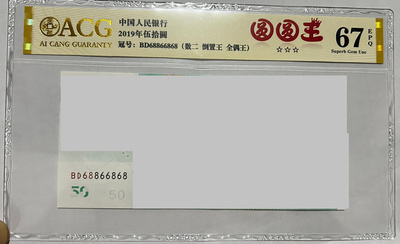 ACG
AI CANG GUARANTY
中国人民银行
2019年伍拾圆
冠号: BD68866868 (数二 倒置王 全偶王)
圆圆王
☆☆☆
67 EPQ
Superb Gem Unc
BD68866868
50 50